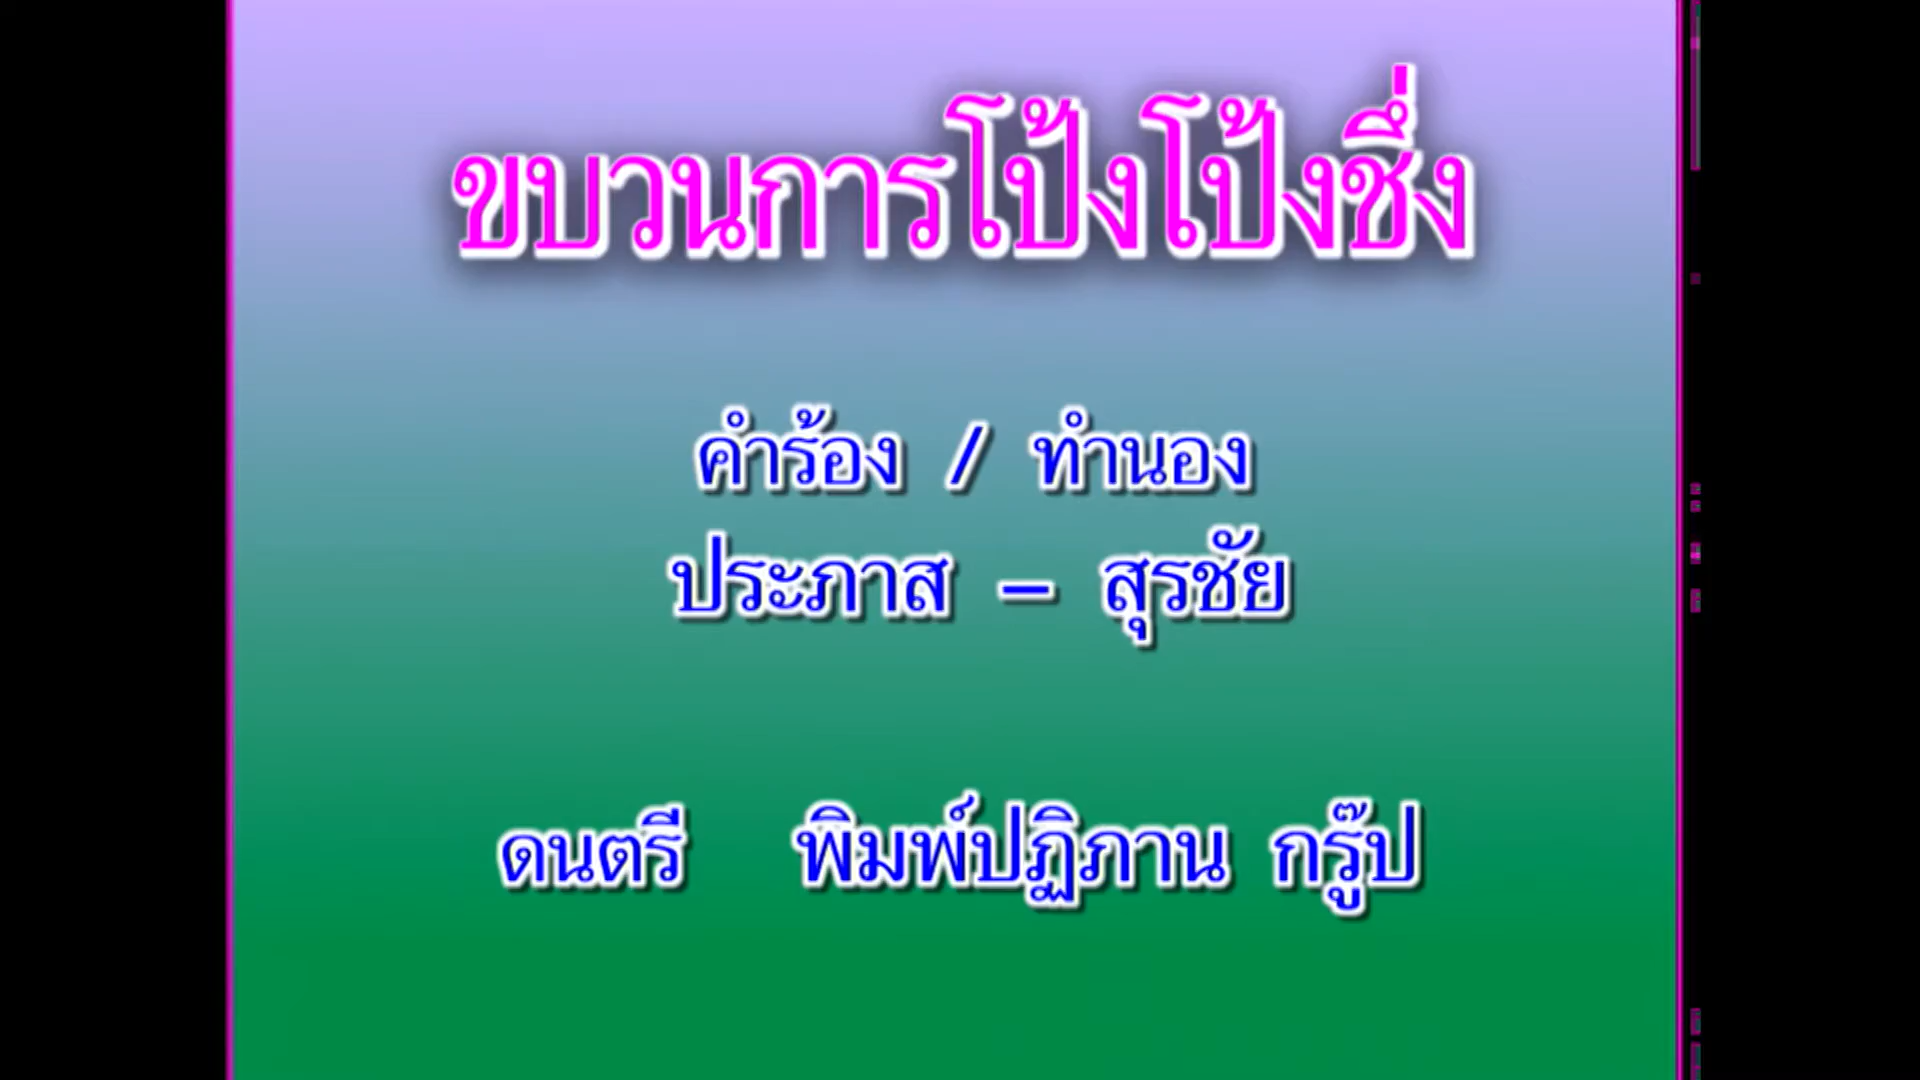 ขบวนการโป้งโป้งชึ่ง
คำร้อง / ทำนอง
ประภาส – สุรชัย
ดนตรี พิมพ์ปฏิภาน กรู๊ป